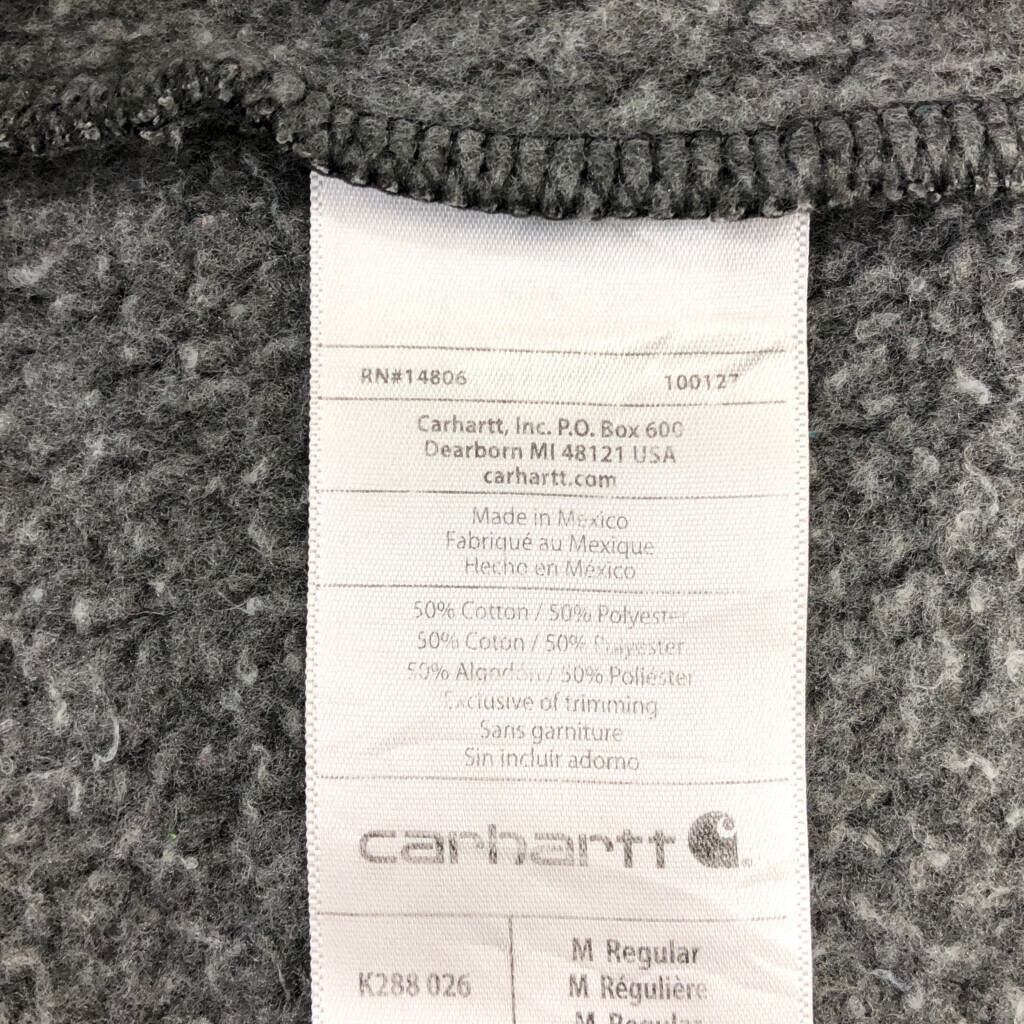 RN#14806 100127
Carhartt, Inc. P.O. Box 600
Dearborn MI 48121 USA
carhartt.com
Made in Mexico
Fabriqué au Mexique
Hecho en México
50% Cotton / 50% Polyester
50% Coton / 50% Polyester
50% Algodón / 50% Poliéster
Exclusive of trimming
Sans garniture
Sin incluir adorno
carhartt
K288 026
M Regular
M Régulière
M Regular